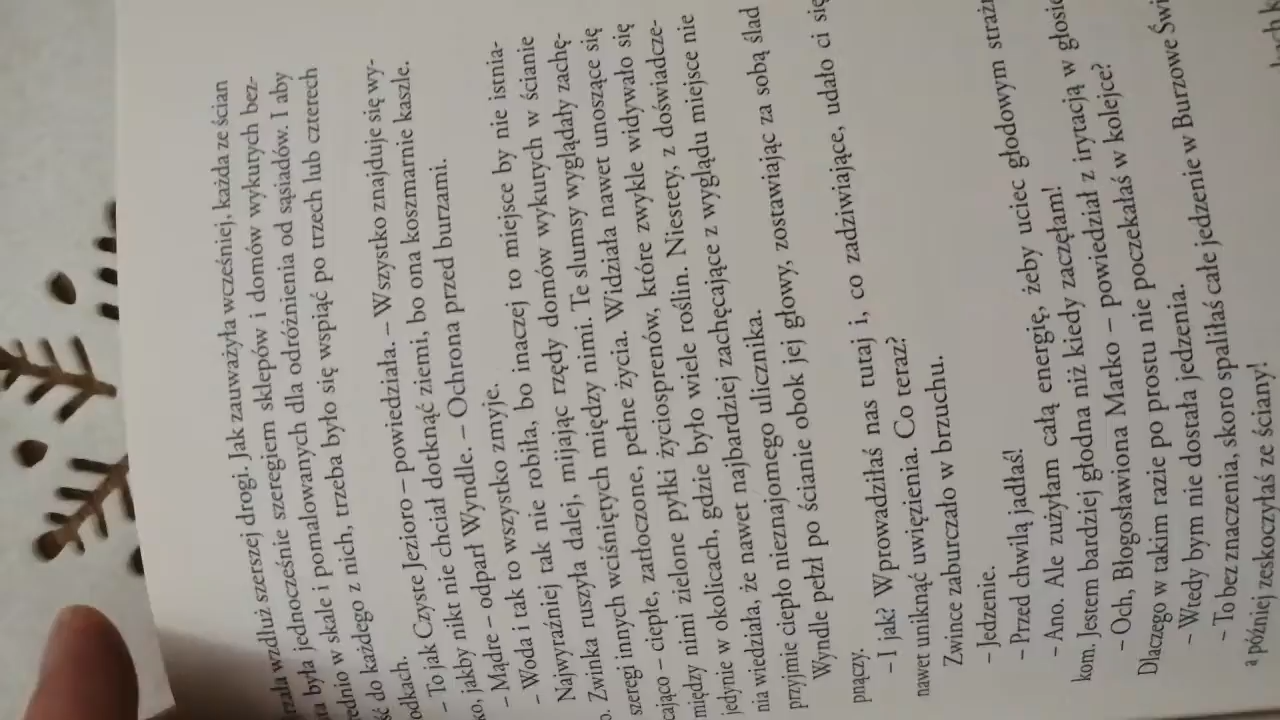 wzdłuż szerszej drogi. Jak zauważyła wcześniej, każda ze ścian
była jednocześnie szeregiem sklepów i domów wykutych bez-
w skale i pomalowanych dla odróżnienia od sąsiadów. I aby
do każdego z nich, trzeba było się wspiąć po trzech lub czterech
– To jak Czyste Jezioro – powiedziała. – Wszystko znajduje się wy-
jakby nikt nie chciał dotknąć ziemi, bo ona koszmarnie kaszle.
– Mądre – odparł Wyndle. – Ochrona przed burzami.
– Woda i tak to wszystko zmyje.
Najwyraźniej tak nie robiła, bo inaczej to miejsce by nie istnia-
Zwinka ruszyła dalej, mijając rzędy domów wykutych w ścianie
szeregi innych wciśniętych między nimi. Te slumsy wyglądały zachę-
cająco – ciepłe, zatłoczone, pełne życia. Widziała nawet unoszące się
między nimi zielone pyłki życiosprenów, które zwykle widywało się
jedynie w okolicach, gdzie było wiele roślin. Niestety, z doświadcze-
nia wiedziała, że nawet najbardziej zachęcające z wyglądu miejsce nie
przyjmie ciepło nieznajomego ulicznika.
Wyndle pełzł po ścianie obok jej głowy, zostawiając za sobą ślad
pnączy.
– I jak? Wprowadziłaś nas tutaj i, co zadziwiające, udało ci się
nawet uniknąć uwięzienia. Co teraz?
Zwince zaburczało w brzuchu.
– Jedzenie.
– Przed chwilą jadłaś!
– Ano. Ale zużyłam całą energię, żeby uciec głodowym
kom. Jestem bardziej głodna niż kiedy zaczęłam!
– Och, Błogosławiona Matko – powiedział z irytacją w
Dlaczego w takim razie po prostu nie poczekałaś w kolejce?
– Wtedy bym nie dostała jedzenia.
– To bez znaczenia, skoro spaliłaś całe jedzenie w Burzowe
a później zeskoczyłaś ze ściany!